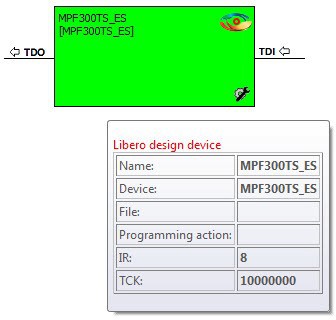 MPF300TS_ES
[MPF300TS_ES]
TDO
TDI
Libero design device
Name: MPF300TS_ES
Device: MPF300TS_ES
File:
Programming action:
IR: 8
TCK: 10000000